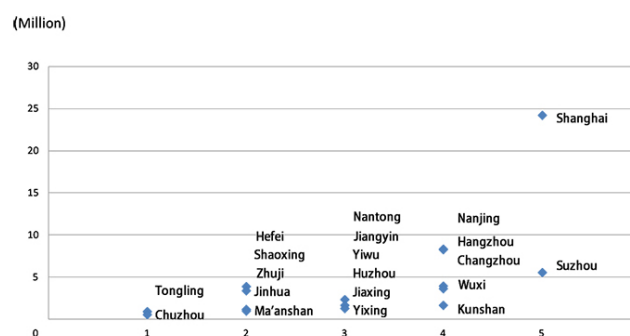 (Million)
30
25
Shanghai
20
15
Nantong
Nanjing
10
Hefei
Jiangyin
Hangzhou
Shaoxing
Yiwu
Changzhou
Zhuji
Huzhou
Suzhou
5
Tongling
Jinhua
Jiaxing
Wuxi
Chuzhou
Ma'anshan
Yixing
Kunshan
0
1
2
3
4
5